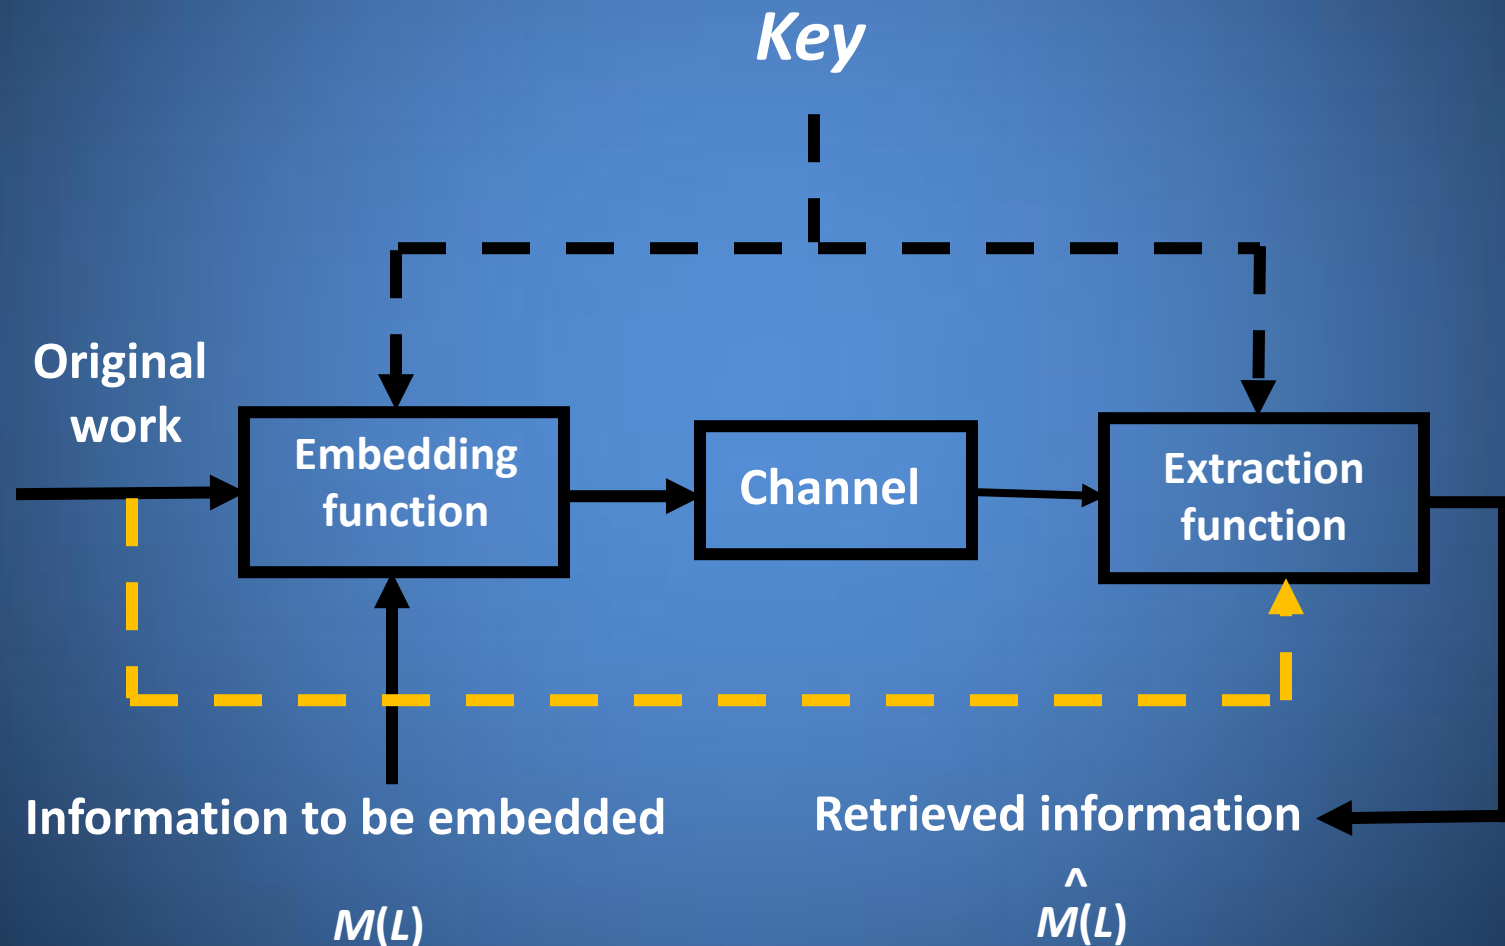 Key
Original
work
Embedding
function
Channel
Extraction
function
Information to be embedded
Retrieved information
M(L)
^
M(L)